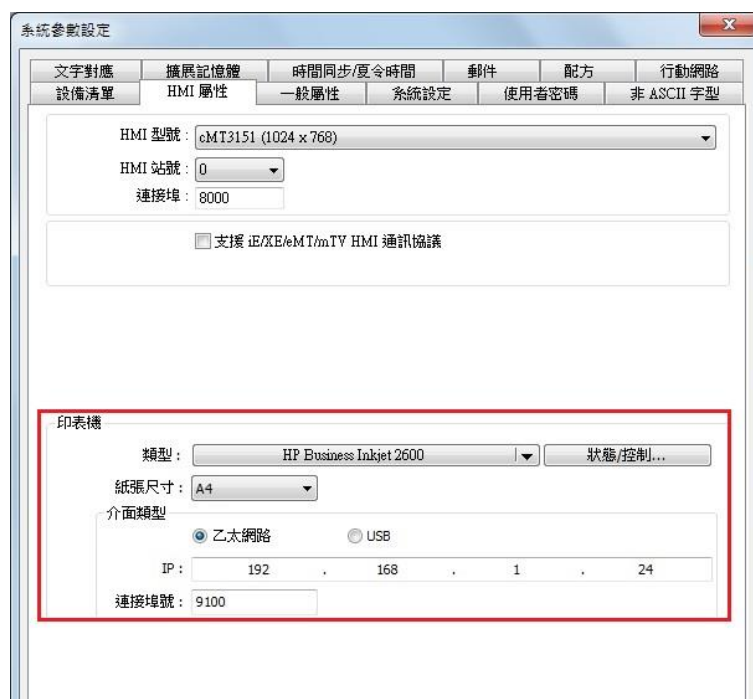 系統參數設定
文字對應 擴展記憶體 時間同步/夏令時間 郵件 配方 行動網路
設備清單 HMI 屬性 一般屬性 系統設定 使用者密碼 非 ASCII 字型
HMI 型號 : cMT3151 (1024 x 768)
HMI 站號 : 0
連接埠 : 8000
支援 iE/XE/eMT/mTV HMI 通訊協議
印表機
類型 : HP Business Inkjet 2600 狀態/控制...
紙張尺寸 : A4
介面類型
乙太網路 USB
IP : 192 . 168 . 1 . 24
連接埠號 : 9100